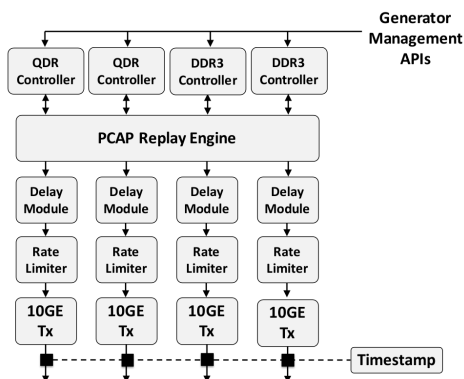 Generator
Management
APIs
QDR
Controller
QDR
Controller
DDR3
Controller
DDR3
Controller
PCAP Replay Engine
Delay
Module
Delay
Module
Delay
Module
Delay
Module
Rate
Limiter
Rate
Limiter
Rate
Limiter
Rate
Limiter
10GE
Tx
10GE
Tx
10GE
Tx
10GE
Tx
Timestamp